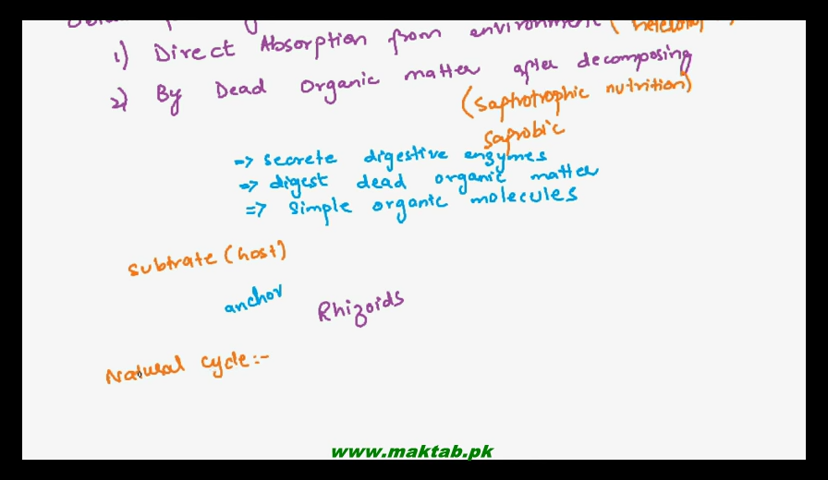 1) Direct Absorption from environment (
2) By Dead Organic matter after decomposing
(Saphotrophic nutrition)
saprobic
=> secrete digestive enzymes
=> digest dead organic matter
=> Simple organic molecules
Subtrate (host)
anchor Rhizoids
Natural cycle:-
www.maktab.pk